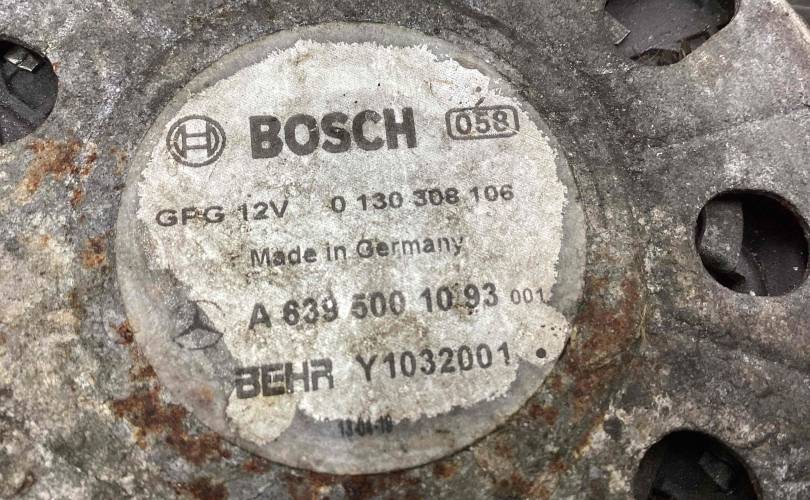 BOSCH 058
GPG 12V 0 130 308 106
Made in Germany
A 639 500 10 93 001
BEHR Y1032001